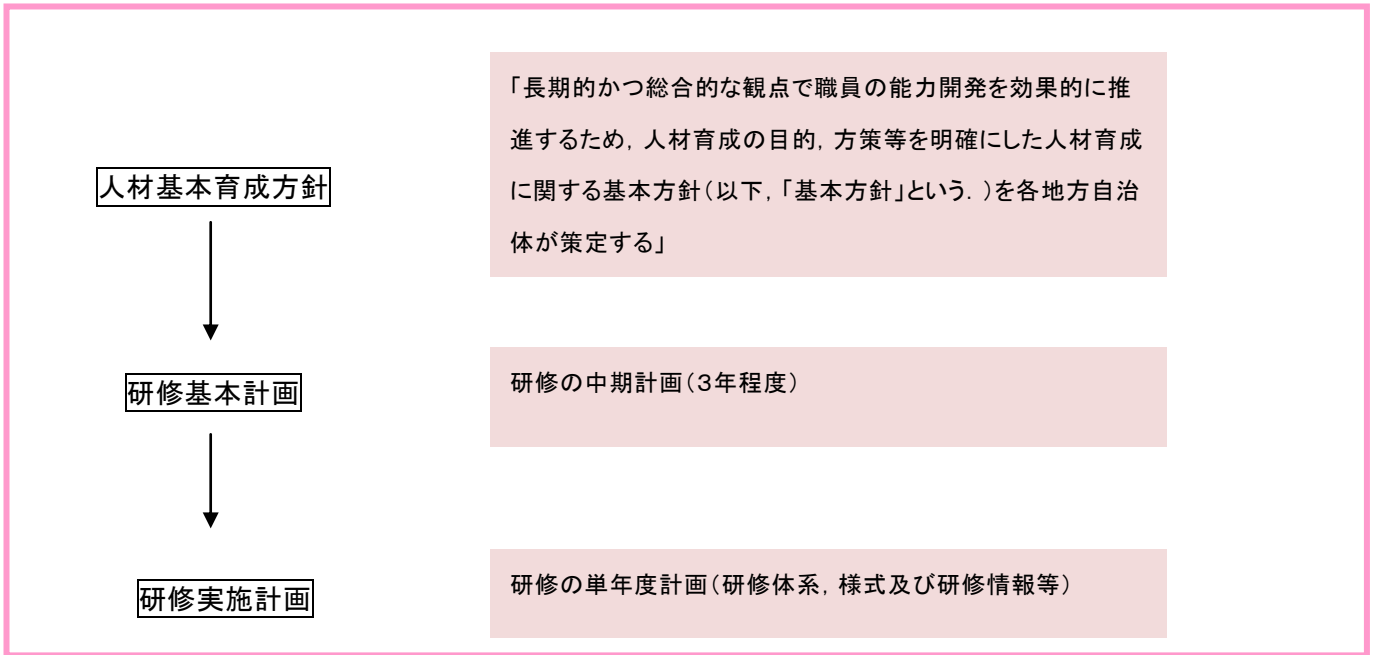 人材基本育成方針
「長期的かつ総合的な観点で職員の能力開発を効果的に推
進するため，人材育成の目的，方策等を明確にした人材育成
に関する基本方針（以下，「基本方針」という．）を各地方自治
体が策定する」
研修基本計画
研修の中期計画（３年程度）
研修実施計画
研修の単年度計画（研修体系，様式及び研修情報等）